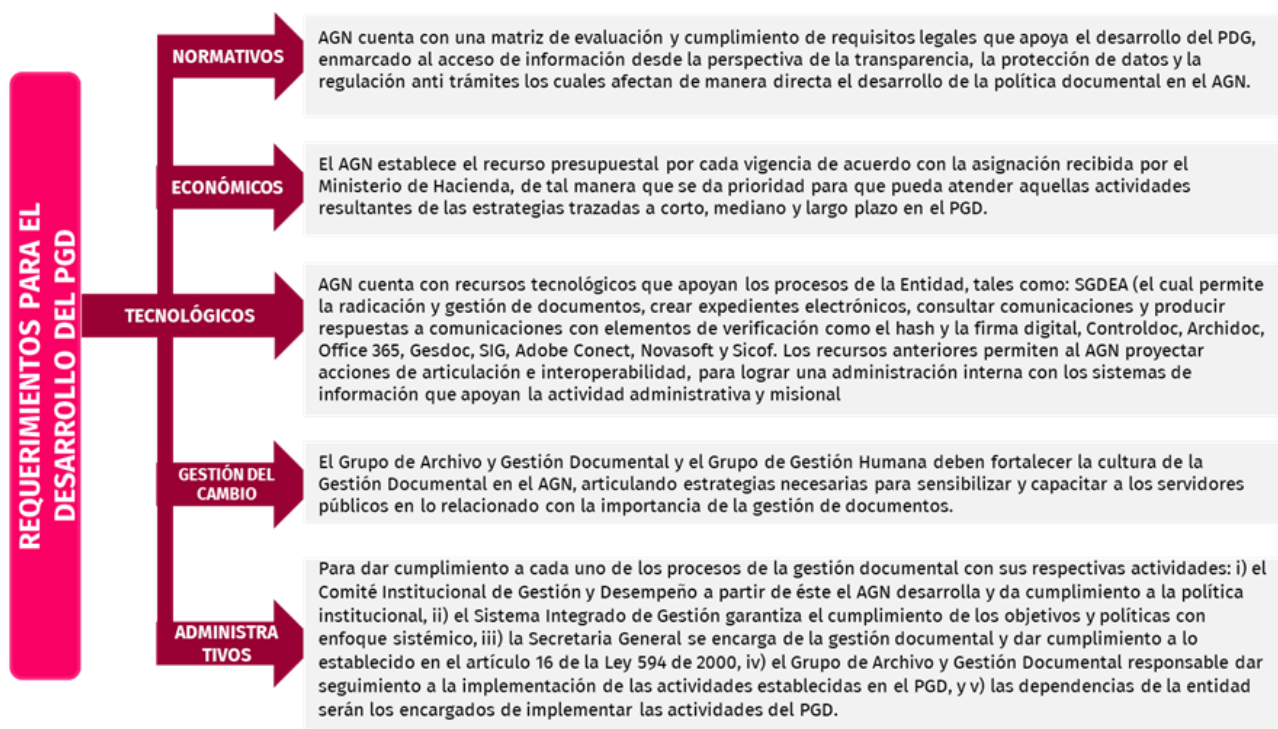 REQUERIMIENTOS PARA EL
DESARROLLO DEL PGD
NORMATIVOS
AGN cuenta con una matriz de evaluación y cumplimiento de requisitos legales que apoya el desarrollo del PDG,
enmarcado al acceso de información desde la perspectiva de la transparencia, la protección de datos y la
regulación anti trámites los cuales afectan de manera directa el desarrollo de la política documental en el AGN.
ECONÓMICOS
El AGN establece el recurso presupuestal por cada vigencia de acuerdo con la asignación recibida por el
Ministerio de Hacienda, de tal manera que se da prioridad para que pueda atender aquellas actividades
resultantes de las estrategias trazadas a corto, mediano y largo plazo en el PGD.
TECNOLÓGICOS
AGN cuenta con recursos tecnológicos que apoyan los procesos de la Entidad, tales como: SGDEA (el cual permite
la radicación y gestión de documentos, crear expedientes electrónicos, consultar comunicaciones y producir
respuestas a comunicaciones con elementos de verificación como el hash y la firma digital, Controldoc, Archidoc,
Office 365, Gesdoc, SIG, Adobe Conect, Novasoft y Sicof. Los recursos anteriores permiten al AGN proyectar
acciones de articulación e interoperabilidad, para lograr una administración interna con los sistemas de
información que apoyan la actividad administrativa y misional
GESTIÓN DEL
CAMBIO
El Grupo de Archivo y Gestión Documental y el Grupo de Gestión Humana deben fortalecer la cultura de la
Gestión Documental en el AGN, articulando estrategias necesarias para sensibilizar y capacitar a los servidores
públicos en lo relacionado con la importancia de la gestión de documentos.
ADMINISTRA
TIVOS
Para dar cumplimiento a cada uno de los procesos de la gestión documental con sus respectivas actividades: i) el
Comité Institucional de Gestión y Desempeño a partir de éste el AGN desarrolla y da cumplimiento a la política
institucional, ii) el Sistema Integrado de Gestión garantiza el cumplimiento de los objetivos y políticas con
enfoque sistémico, iii) la Secretaria General se encarga de la gestión documental y dar cumplimiento a lo
establecido en el artículo 16 de la Ley 594 de 2000, iv) el Grupo de Archivo y Gestión Documental responsable dar
seguimiento a la implementación de las actividades establecidas en el PGD, y v) las dependencias de la entidad
serán los encargados de implementar las actividades del PGD.